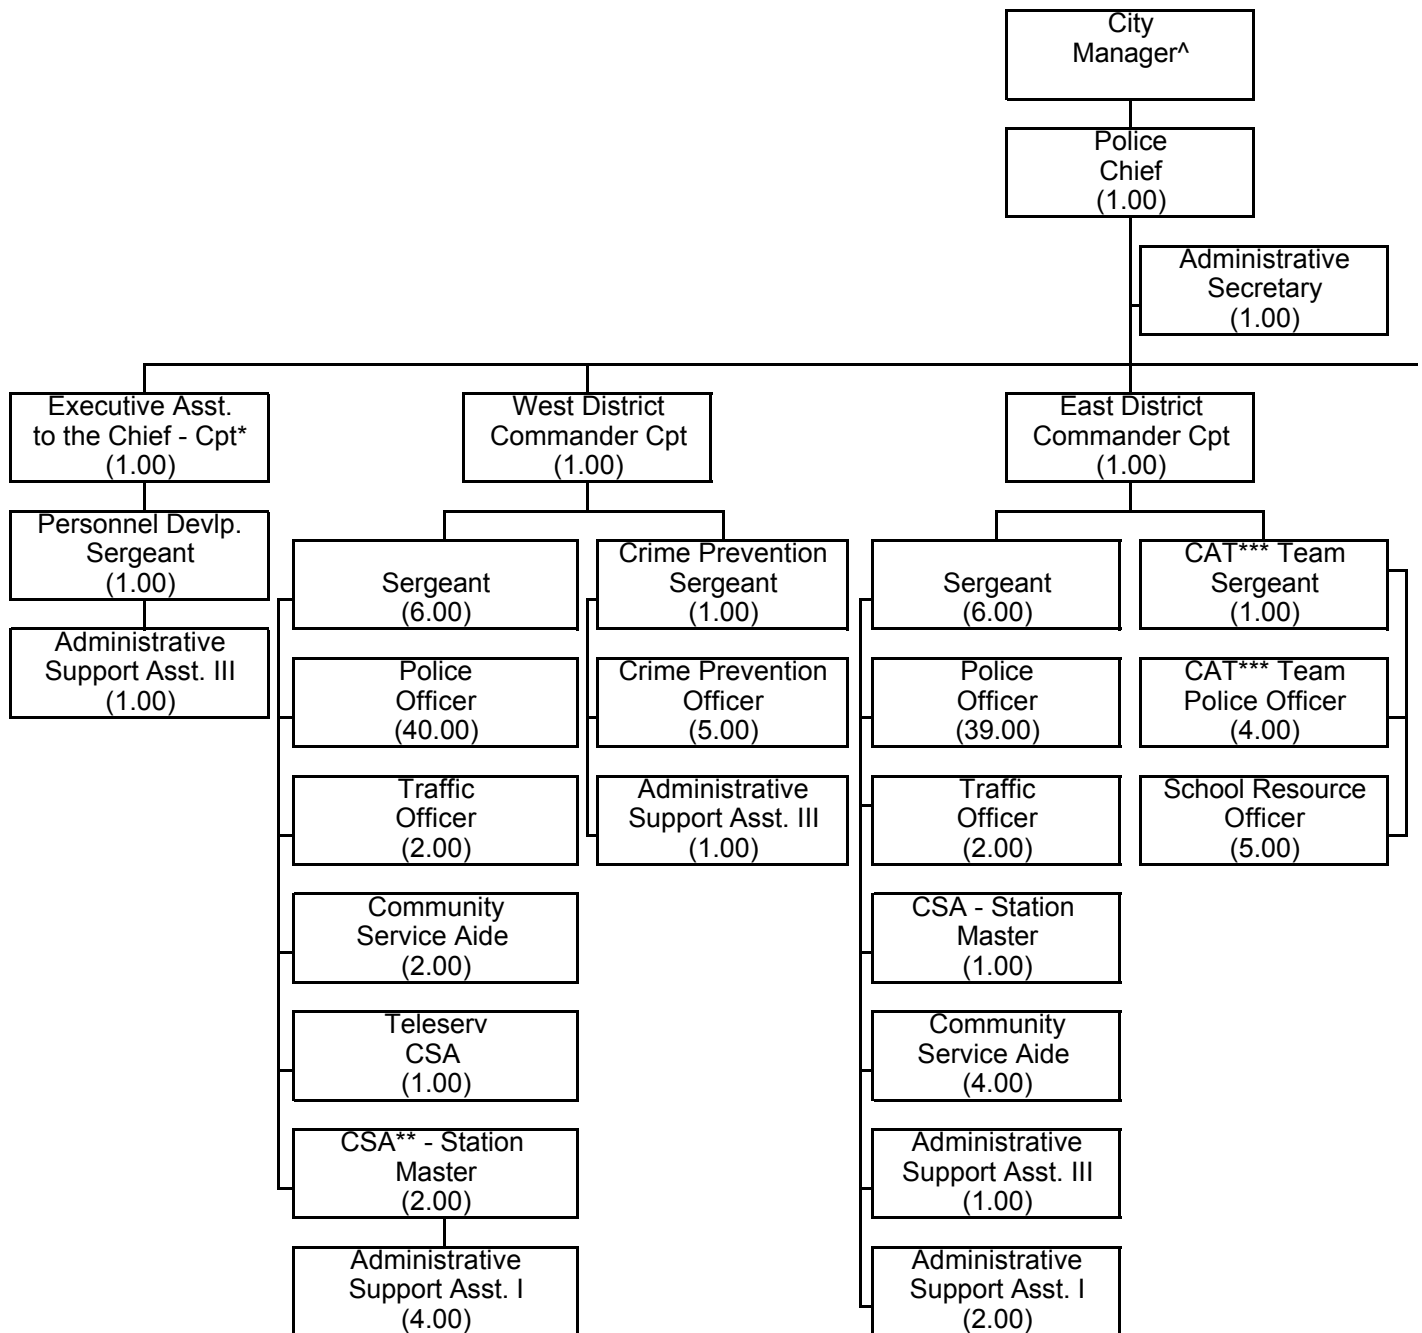 City
Manager^
Police
Chief
(1.00)
Administrative
Secretary
(1.00)
Executive Asst.
to the Chief - Cpt*
(1.00)
West District
Commander Cpt
(1.00)
East District
Commander Cpt
(1.00)
Personnel Devlp.
Sergeant
(1.00)
Administrative
Support Asst. III
(1.00)
Sergeant
(6.00)
Police
Officer
(40.00)
Traffic
Officer
(2.00)
Community
Service Aide
(2.00)
Teleserv
CSA
(1.00)
CSA** - Station
Master
(2.00)
Administrative
Support Asst. I
(4.00)
Crime Prevention
Sergeant
(1.00)
Crime Prevention
Officer
(5.00)
Administrative
Support Asst. III
(1.00)
Sergeant
(6.00)
Police
Officer
(39.00)
Traffic
Officer
(2.00)
CSA - Station
Master
(1.00)
Community
Service Aide
(4.00)
Administrative
Support Asst. III
(1.00)
Administrative
Support Asst. I
(2.00)
CAT*** Team
Sergeant
(1.00)
CAT*** Team
Police Officer
(4.00)
School Resource
Officer
(5.00)